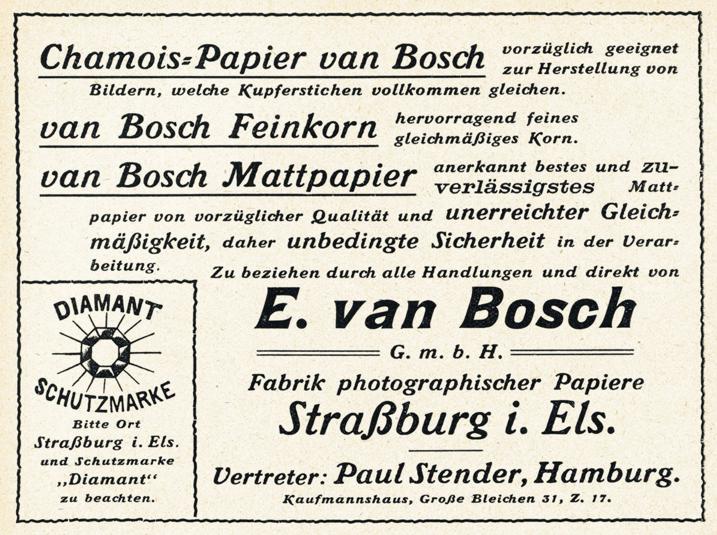 Chamois=Papier van Bosch vorzüglich geeignet
zur Herstellung von
Bildern, welche Kupferstichen vollkommen gleichen.
van Bosch Feinkorn hervorragend feines
gleichmäßiges Korn.
van Bosch Mattpapier anerkannt bestes und zu-
verlässigstes Matt=
papier von vorzüglicher Qualität und unerreichter Gleich=
mäßigkeit, daher unbedingte Sicherheit in der Verar=
beitung.
Zu beziehen durch alle Handlungen und direkt von
E. van Bosch
G. m. b. H.
Fabrik photographischer Papiere
Straßburg i. Els.
Vertreter: Paul Stender, Hamburg.
Kaufmannshaus, Große Bleichen 31, Z. 17.
DIAMANT
SCHUTZMARKE
Bitte Ort
Straßburg i. Els.
und Schutzmarke
„Diamant“
zu beachten.